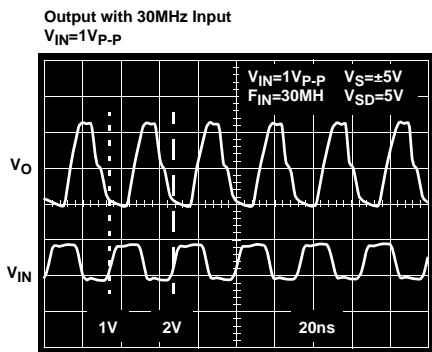 Output with 30MHz Input
VIN=1VP-P
VIN=1VP-P VS=±5V
FIN=30MH VSD=5V
VO
VIN
1V 2V 20ns